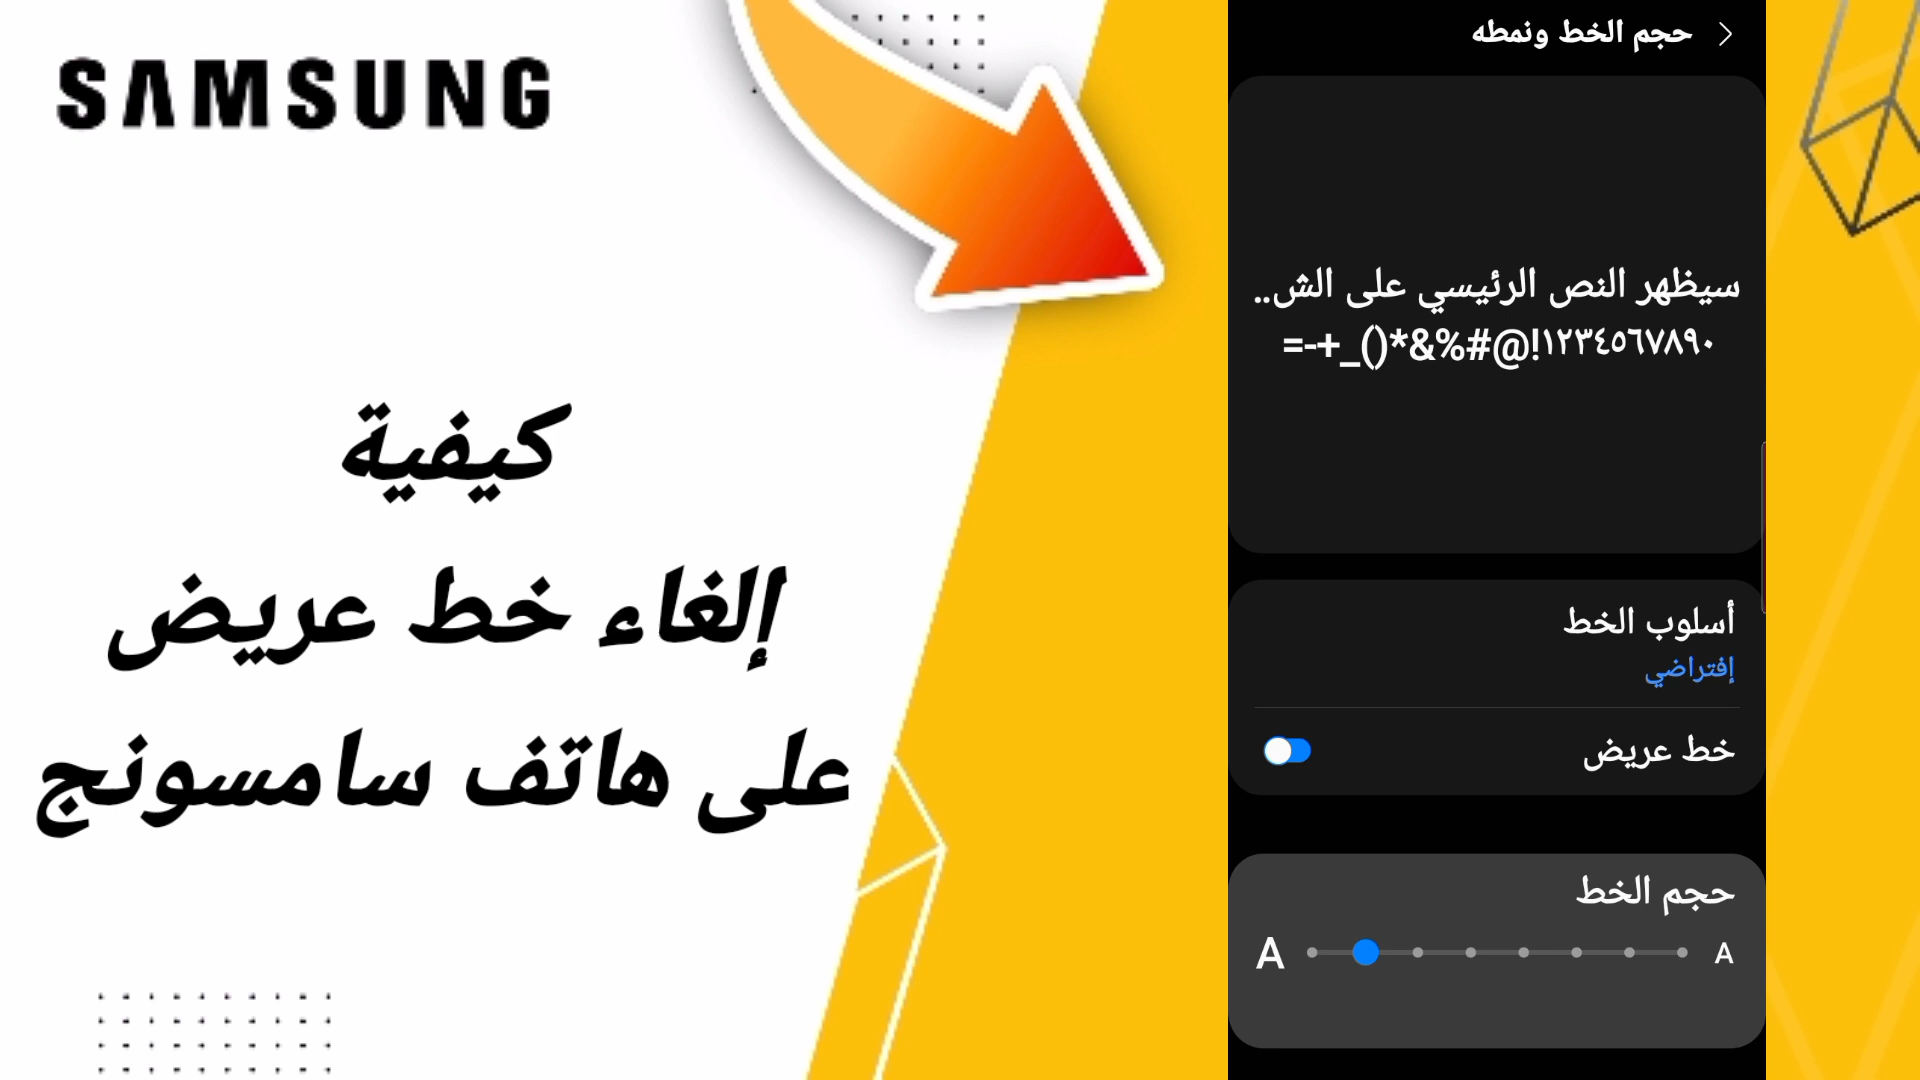 SAMSUNG
كيفية
إلغاء خط عريض
على هاتف سامسونج
حجم الخط ونمطه
سيظهر النص الرئيسي على الش..
١٢٣٤٥٦٧٨٩٠!@#%&*()_+-=
أسلوب الخط
إفتراضي
خط عريض
حجم الخط
A A